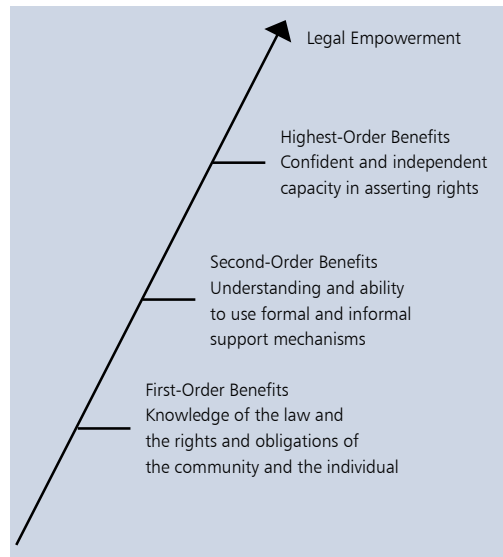 Legal Empowerment
Highest-Order Benefits
Confident and independent
capacity in asserting rights
Second-Order Benefits
Understanding and ability
to use formal and informal
support mechanisms
First-Order Benefits
Knowledge of the law and
the rights and obligations of
the community and the individual